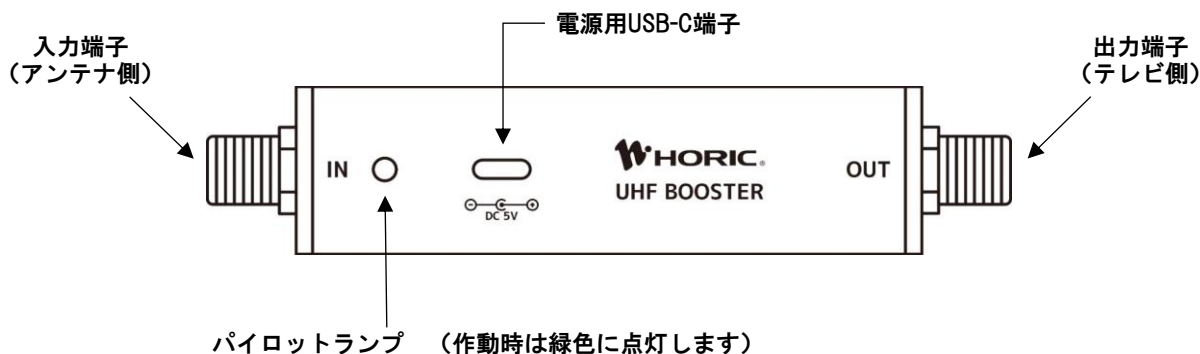 電源用USB-C端子
入力端子
（アンテナ側）
出力端子
（テレビ側）
IN
HORIC®
UHF BOOSTER
OUT
DC 5V
パイロットランプ　（作動時は緑色に点灯します）